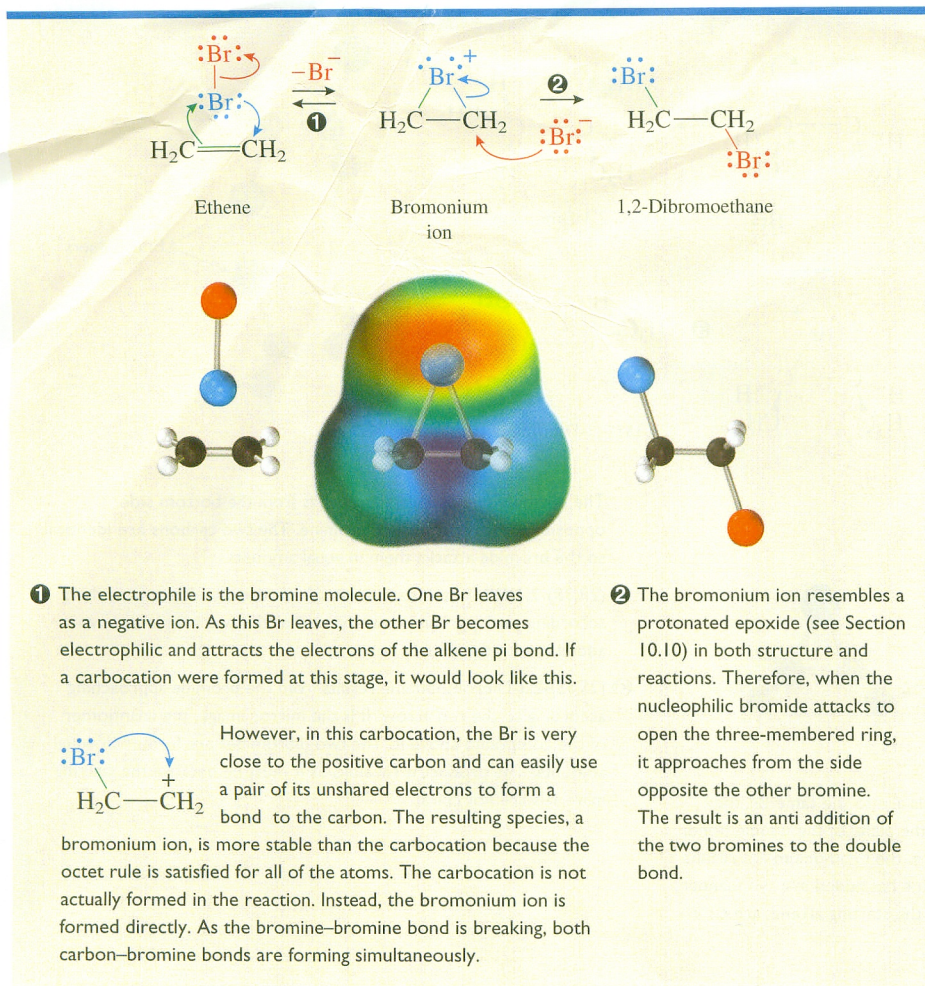 :Br:
:Br:
–Br–
1
H2C=CH2
Ethene
Br +
H2C—CH2
Bromonium
ion
2
:Br: –
:Br:
H2C—CH2
:Br:
1,2-Dibromoethane
1 The electrophile is the bromine molecule. One Br leaves
as a negative ion. As this Br leaves, the other Br becomes
electrophilic and attracts the electrons of the alkene pi bond. If
a carbocation were formed at this stage, it would look like this.
:Br:
+
H2C—CH2
However, in this carbocation, the Br is very
close to the positive carbon and can easily use
a pair of its unshared electrons to form a
bond to the carbon. The resulting species, a
bromonium ion, is more stable than the carbocation because the
octet rule is satisfied for all of the atoms. The carbocation is not
actually formed in the reaction. Instead, the bromonium ion is
formed directly. As the bromine–bromine bond is breaking, both
carbon–bromine bonds are forming simultaneously.
2 The bromonium ion resembles a
protonated epoxide (see Section
10.10) in both structure and
reactions. Therefore, when the
nucleophilic bromide attacks to
open the three-membered ring,
it approaches from the side
opposite the other bromine.
The result is an anti addition of
the two bromines to the double
bond.